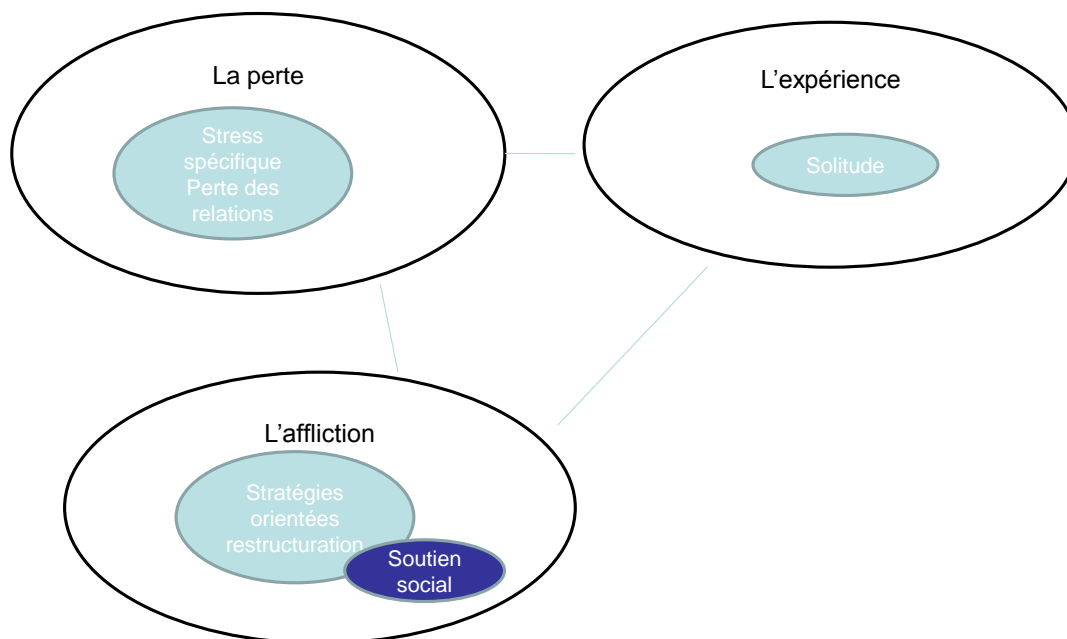 La perte
Stress
spécifique
Perte des
relations
L'expérience
Solitude
L'affliction
Stratégies
orientées
restructuration
Soutien
social